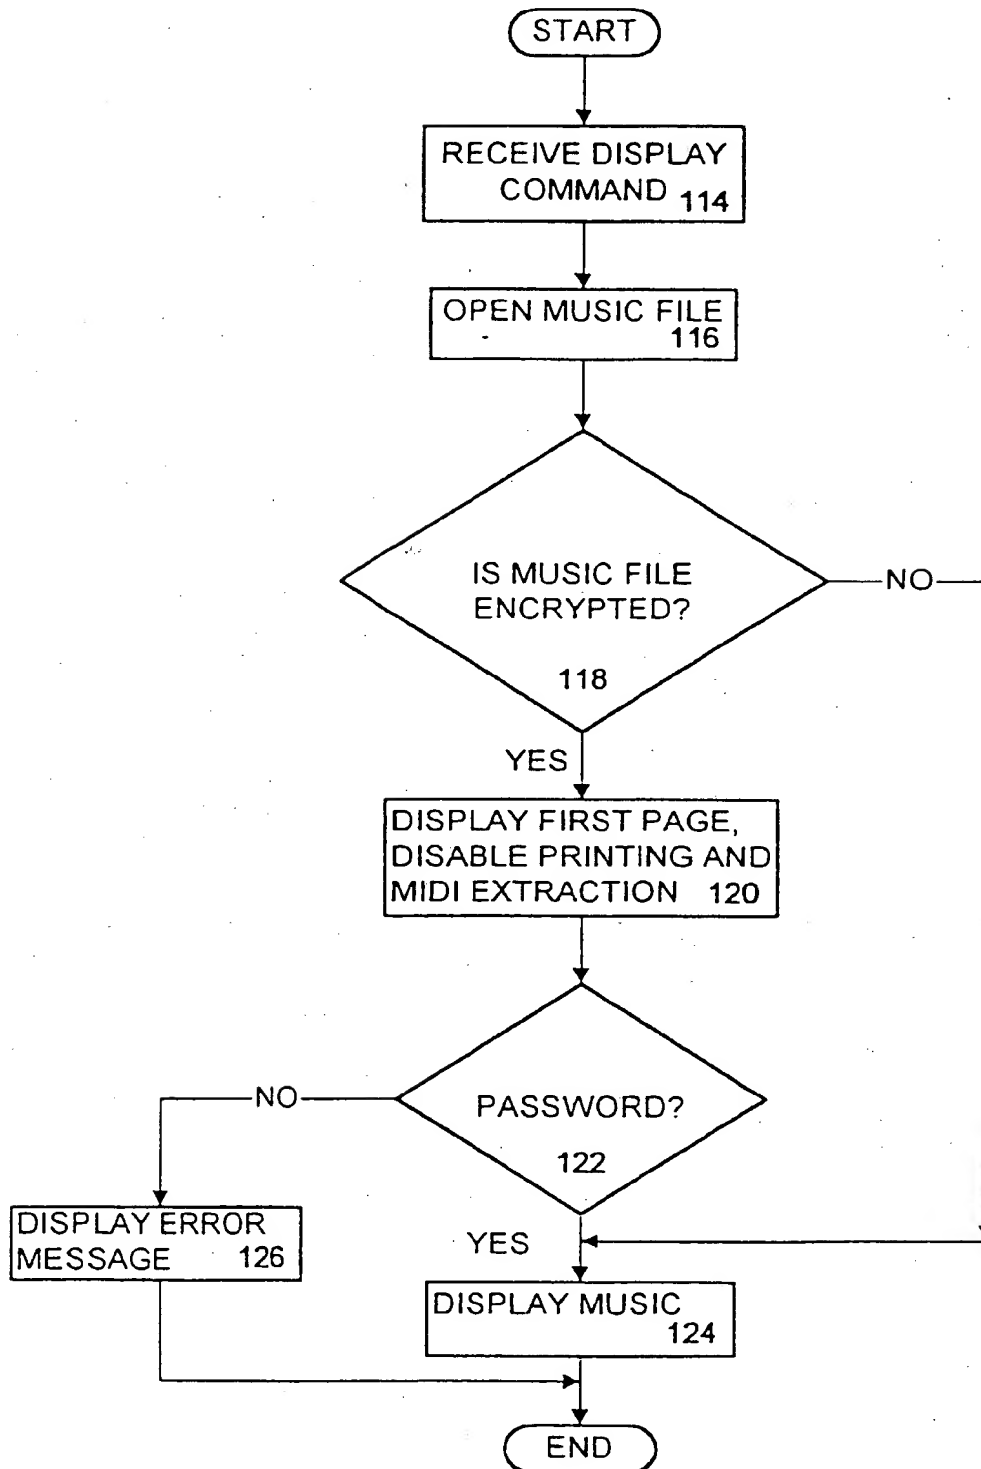 START
RECEIVE DISPLAY
COMMAND 114
OPEN MUSIC FILE
116
IS MUSIC FILE
ENCRYPTED?
118
NO
YES
DISPLAY FIRST PAGE,
DISABLE PRINTING AND
MIDI EXTRACTION 120
PASSWORD?
122
NO
YES
DISPLAY ERROR
MESSAGE 126
DISPLAY MUSIC
124
END